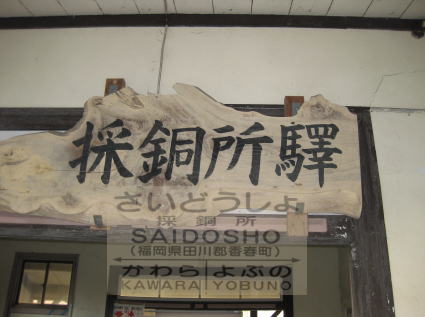 採銅所驛
さいどうしょ
採銅所
SAIDOSHO
(福岡県田川郡香春町)
かわら よぶの
KAWARA YOBUNO